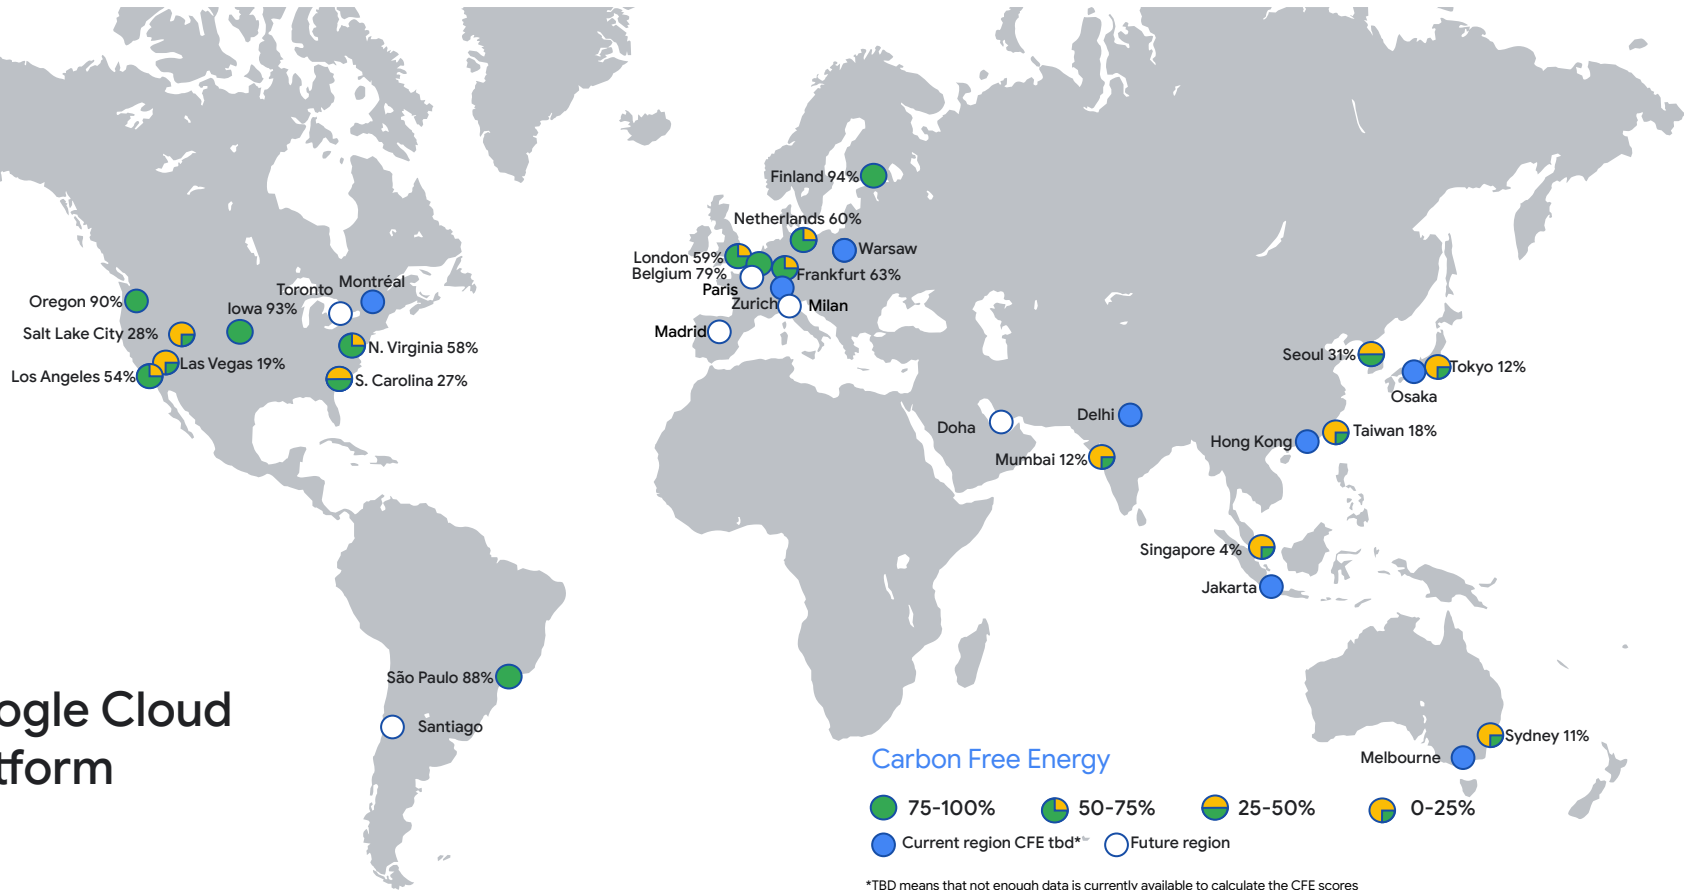 Finland 94%
Netherlands 60%
London 59%
Warsaw
Belgium 79%
Frankfurt 63%
Paris
Zurich
Milan
Madrid
Montréal
Toronto
Oregon 90%
Iowa 93%
Salt Lake City 28%
N. Virginia 58%
Las Vegas 19%
Los Angeles 54%
S. Carolina 27%
Seoul 31%
Tokyo 12%
Osaka
Delhi
Doha
Taiwan 18%
Hong Kong
Mumbai 12%
Singapore 4%
Jakarta
São Paulo 88%
Santiago
ogle Cloud
tform
Sydney 11%
Melbourne
Carbon Free Energy
75-100%
50-75%
25-50%
0-25%
Current region CFE tbd*
Future region
*TBD means that not enough data is currently available to calculate the CFE scores